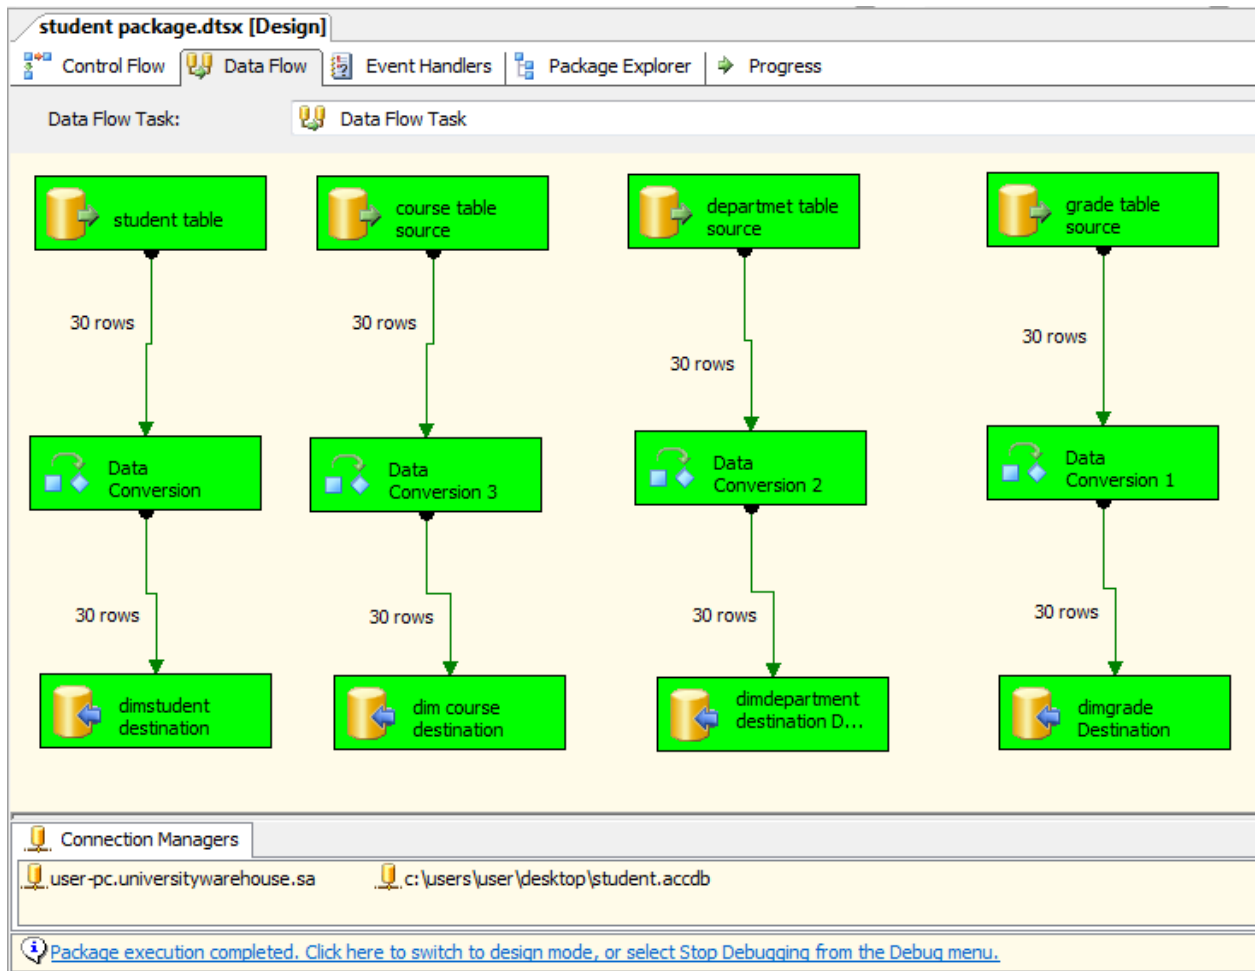 student package.dtsx [Design]
Control Flow
Data Flow
Event Handlers
Package Explorer
Progress
Data Flow Task:
Data Flow Task
student table
course table
source
departmet table
source
grade table
source
30 rows
30 rows
30 rows
30 rows
Data
Conversion
Data
Conversion 3
Data
Conversion 2
Data
Conversion 1
30 rows
30 rows
30 rows
30 rows
dimstudent
destination
dim course
destination
dimdepartment
destination D...
dimgrade
Destination
Connection Managers
user-pc.universitywarehouse.sa
c:\users\user\desktop\student.accdb
Package execution completed. Click here to switch to design mode, or select Stop Debugging from the Debug menu.